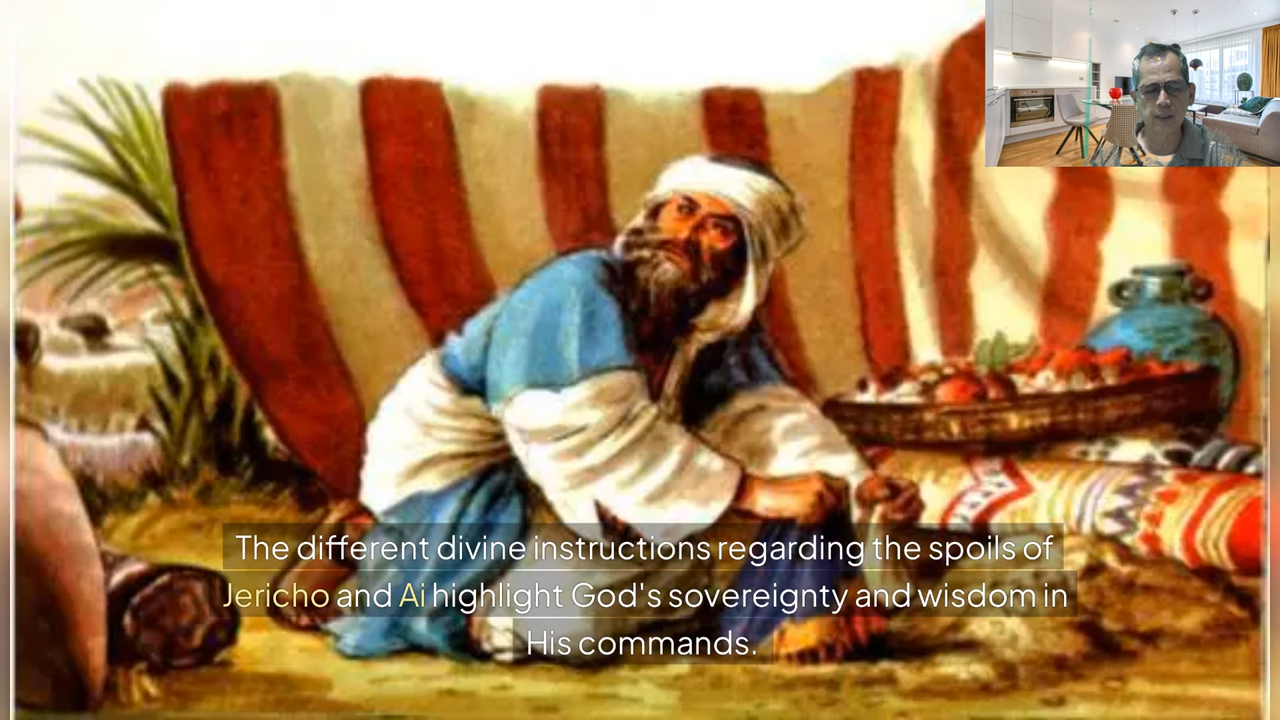 The different divine instructions regarding the spoils of
Jericho and Ai highlight God's sovereignty and wisdom in
His commands.